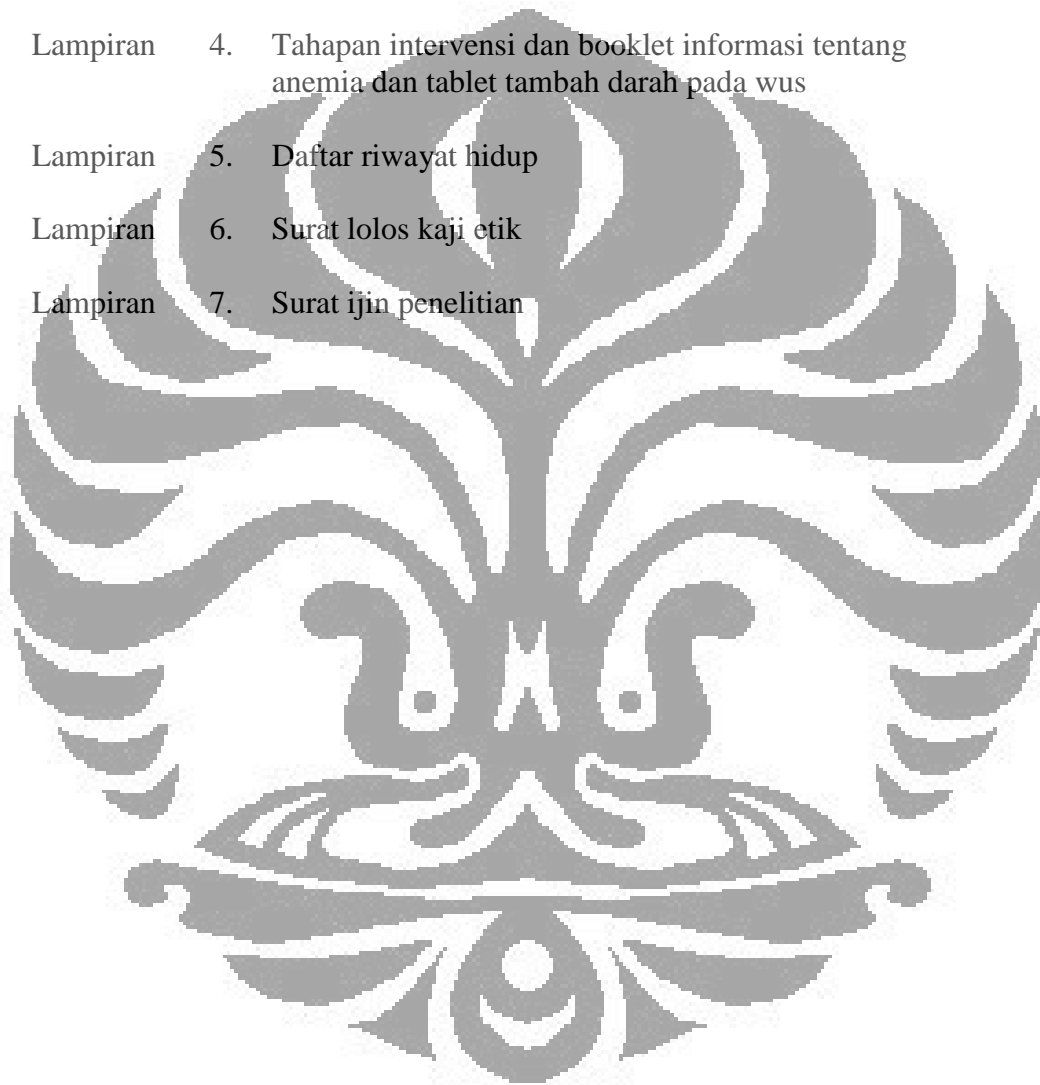 Lampiran 4. Tahapan intervensi dan booklet informasi tentang
anemia dan tablet tambah darah pada wus
Lampiran 5. Daftar riwayat hidup
Lampiran 6. Surat lolos kaji etik
Lampiran 7. Surat ijin penelitian